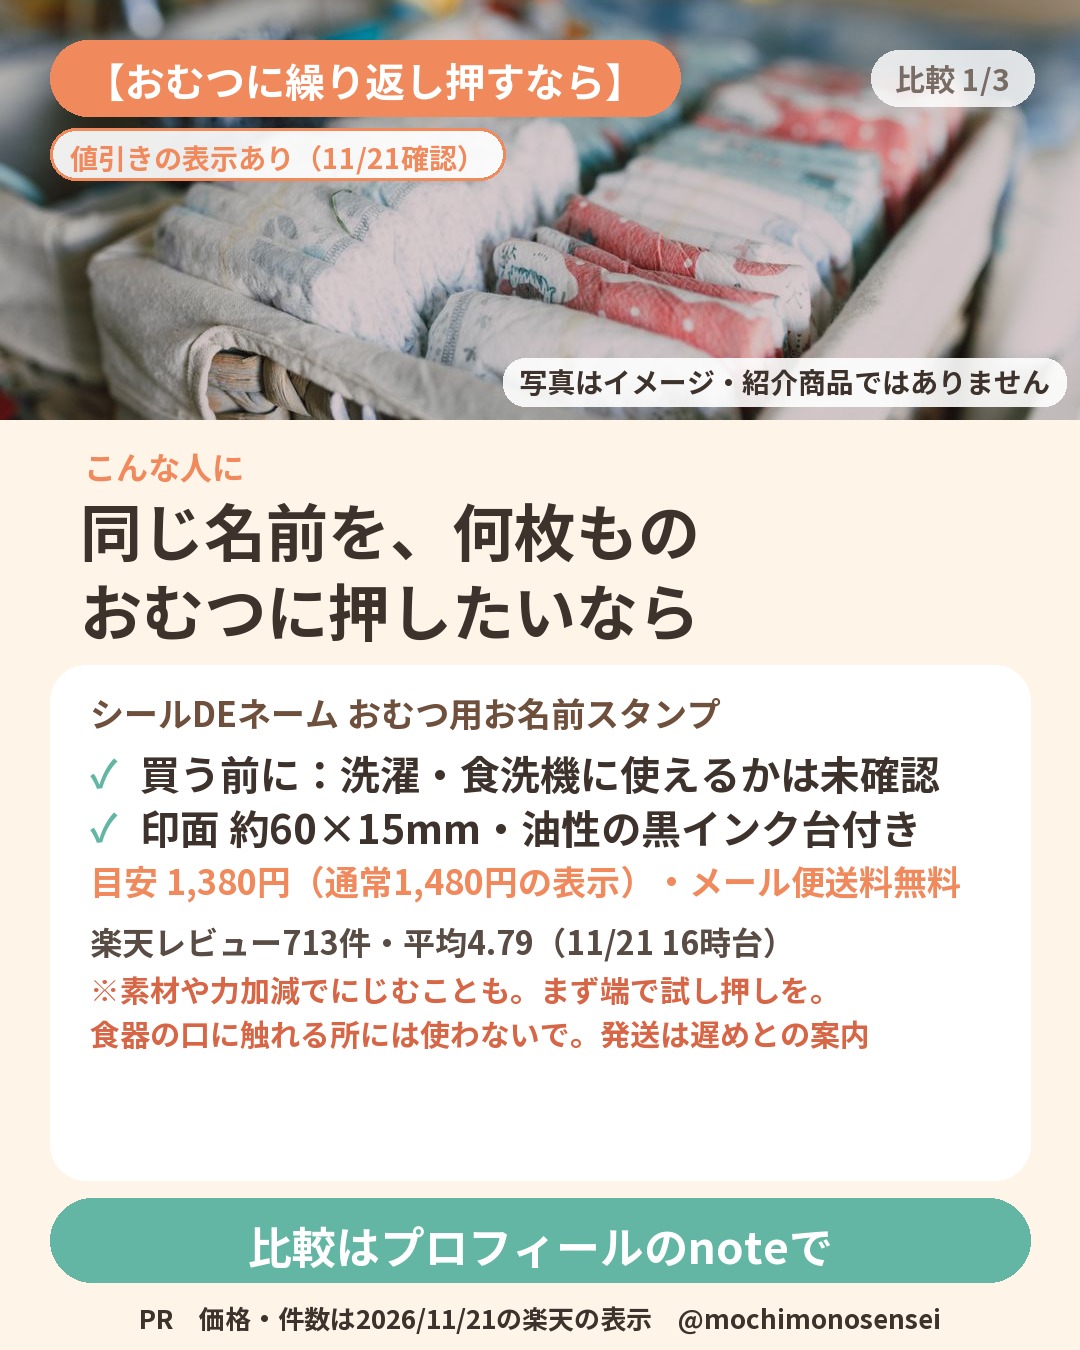 【おむつに繰り返し押すなら】
比較 1/3
値引きの表示あり（11/21確認）
写真はイメージ・紹介商品ではありません
こんな人に
同じ名前を、何枚もの
おむつに押したいなら
シールDEネーム おむつ用お名前スタンプ
✓ 買う前に：洗濯・食洗機に使えるかは未確認
✓ 印面 約60×15mm・油性の黒インク台付き
目安 1,380円（通常1,480円の表示）・メール便送料無料
楽天レビュー713件・平均4.79（11/21 16時台）
※素材や力加減でにじむことも。まず端で試し押しを。
食器の口に触れる所には使わないで。発送は遅めとの案内
比較はプロフィールのnoteで
PR　価格・件数は2026/11/21の楽天の表示　@mochimonosensei